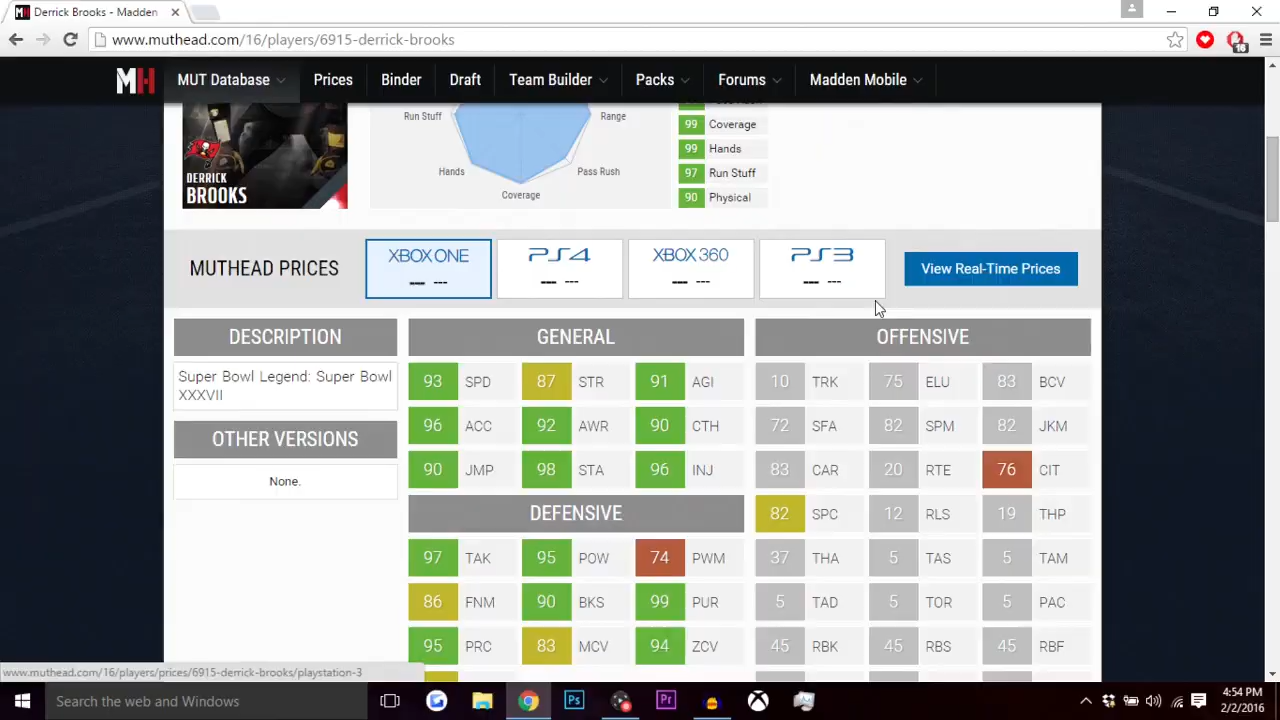 Derrick Brooks - Madden
www.muthead.com/16/players/6915-derrick-brooks
16
MH
MUT Database
Prices
Binder
Draft
Team Builder
Packs
Forums
Madden Mobile
DERRICK
BROOKS
Run Stuff
Range
Hands
Pass Rush
Coverage
99 Coverage
99 Hands
97 Run Stuff
90 Physical
MUTHEAD PRICES
XBOX ONE
--- ---
PS4
--- ---
XBOX 360
--- ---
PS3
--- ---
View Real-Time Prices
DESCRIPTION
Super Bowl Legend: Super Bowl
XXXVII
OTHER VERSIONS
None.
GENERAL
93 SPD 87 STR 91 AGI
96 ACC 92 AWR 90 CTH
90 JMP 98 STA 96 INJ
DEFENSIVE
97 TAK 95 POW 74 PWM
86 FNM 90 BKS 99 PUR
95 PRC 83 MCV 94 ZCV
OFFENSIVE
10 TRK 75 ELU 83 BCV
72 SFA 82 SPM 82 JKM
83 CAR 20 RTE 76 CIT
82 SPC 12 RLS 19 THP
37 THA 5 TAS 5 TAM
5 TAD 5 TOR 5 PAC
45 RBK 45 RBS 45 RBF
www.muthead.com/16/players/prices/6915-derrick-brooks/playstation-3
Search the web and Windows
4:54 PM
2/2/2016